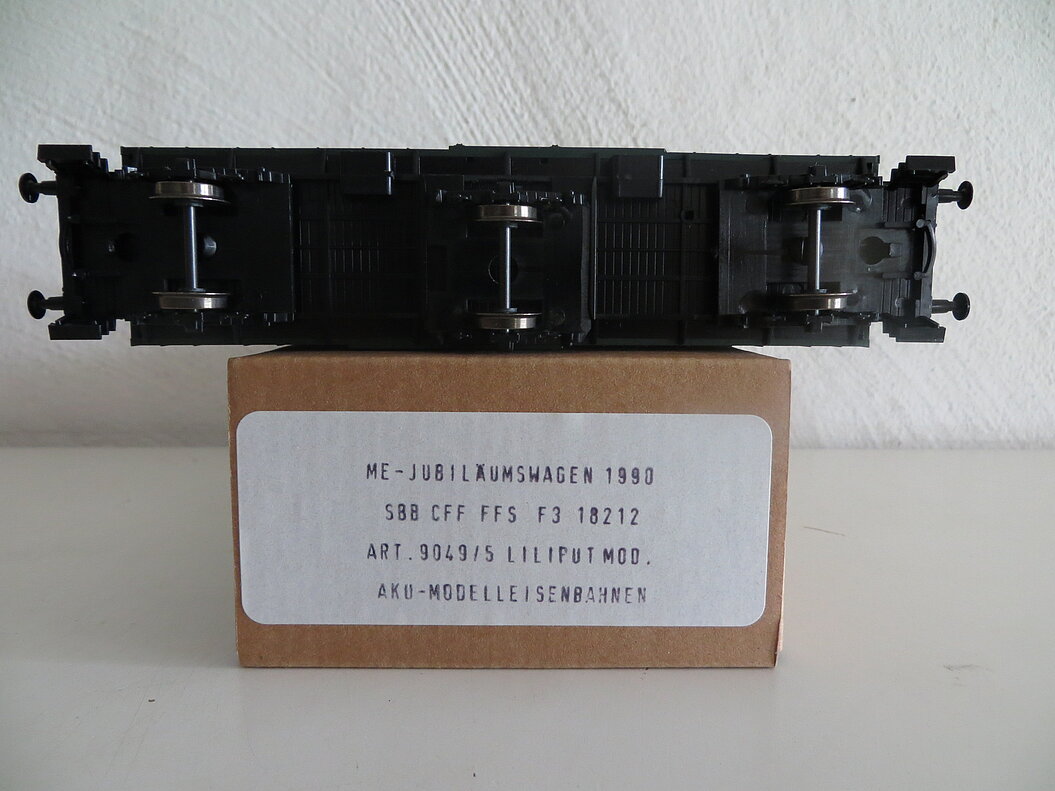 ME-JUBILÄUMSWAGEN 1990
SBB CFF FFS F3 18212
ART. 9049/5 LILIPUT MOD.
AKU-MODELLEISENBAHNEN